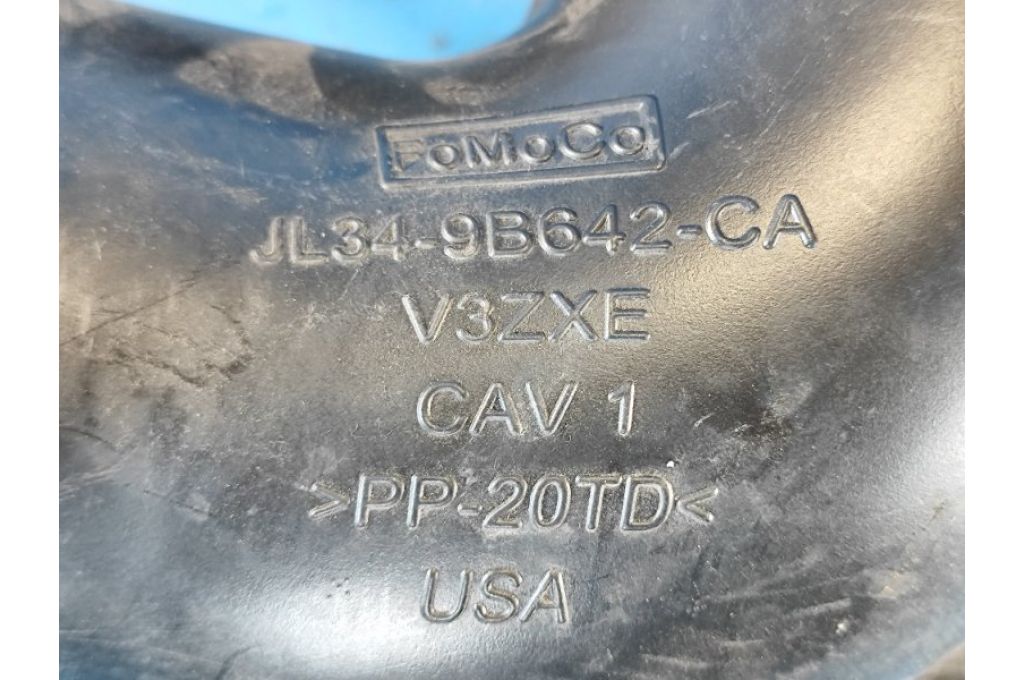 FoMoCo
JL34-9B642-CA
V3ZXE
CAV 1
>PP-20TD<
USA